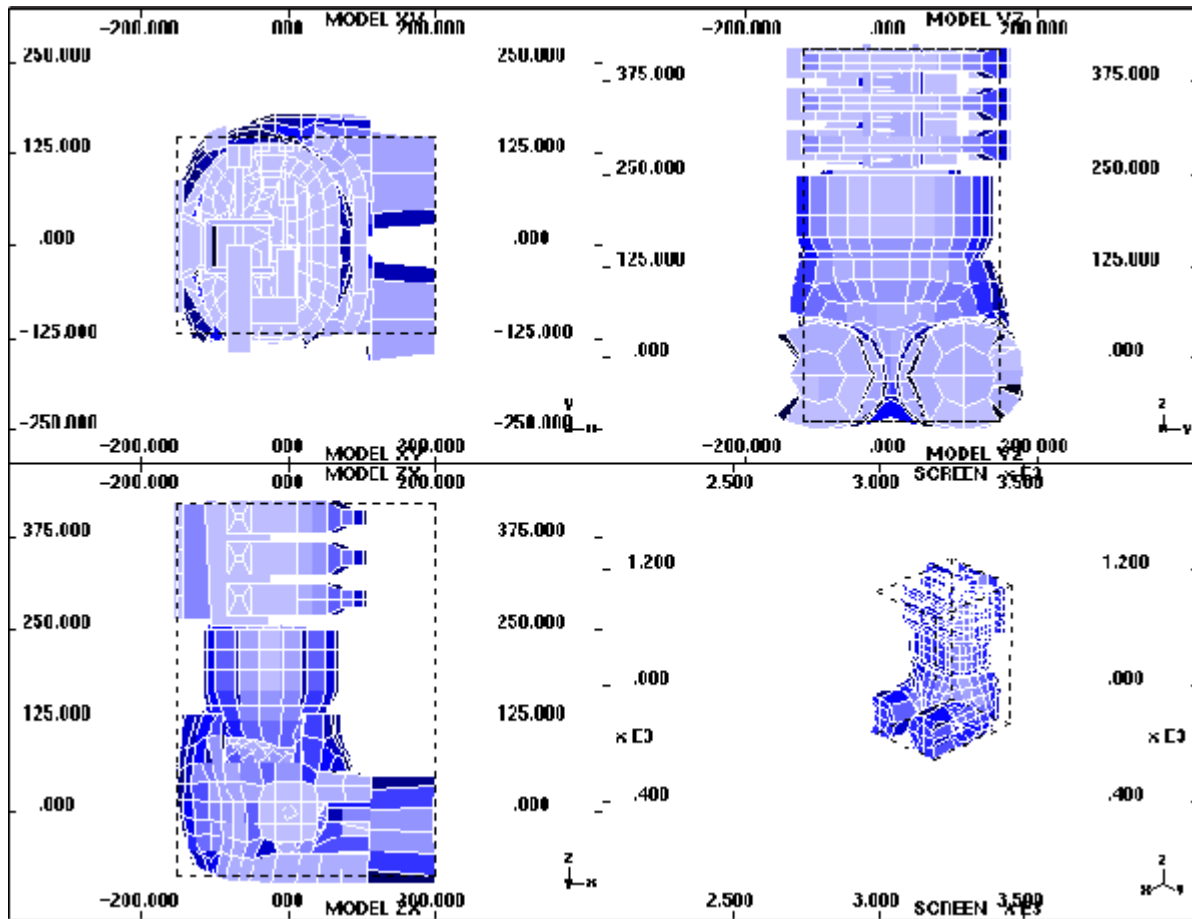 MODEL XY MODEL YZ
-200.000 000 200.000 -200.000 .000 200.000
250.000 250.000 375.000 375.000
125.000 125.000 250.000 250.000
.000 .000 125.000 125.000
-125.000 -125.000 .000 .000
-250.000 -250.000 Z
-200.000 000 200.000 -200.000 .000 200.000
MODEL XY MODEL YZ
MODEL ZX SCREEN x E3
-200.000 000 200.000 2.500 3.000 3.500
375.000 375.000 1.200 1.200
250.000 250.000 .000 .000
125.000 125.000 x E3 x E3
.000 .000 .400 .400
Z X Z X Y
-200.000 000 200.000 2.500 3.000 3.500
MODEL ZX SCREEN x E3